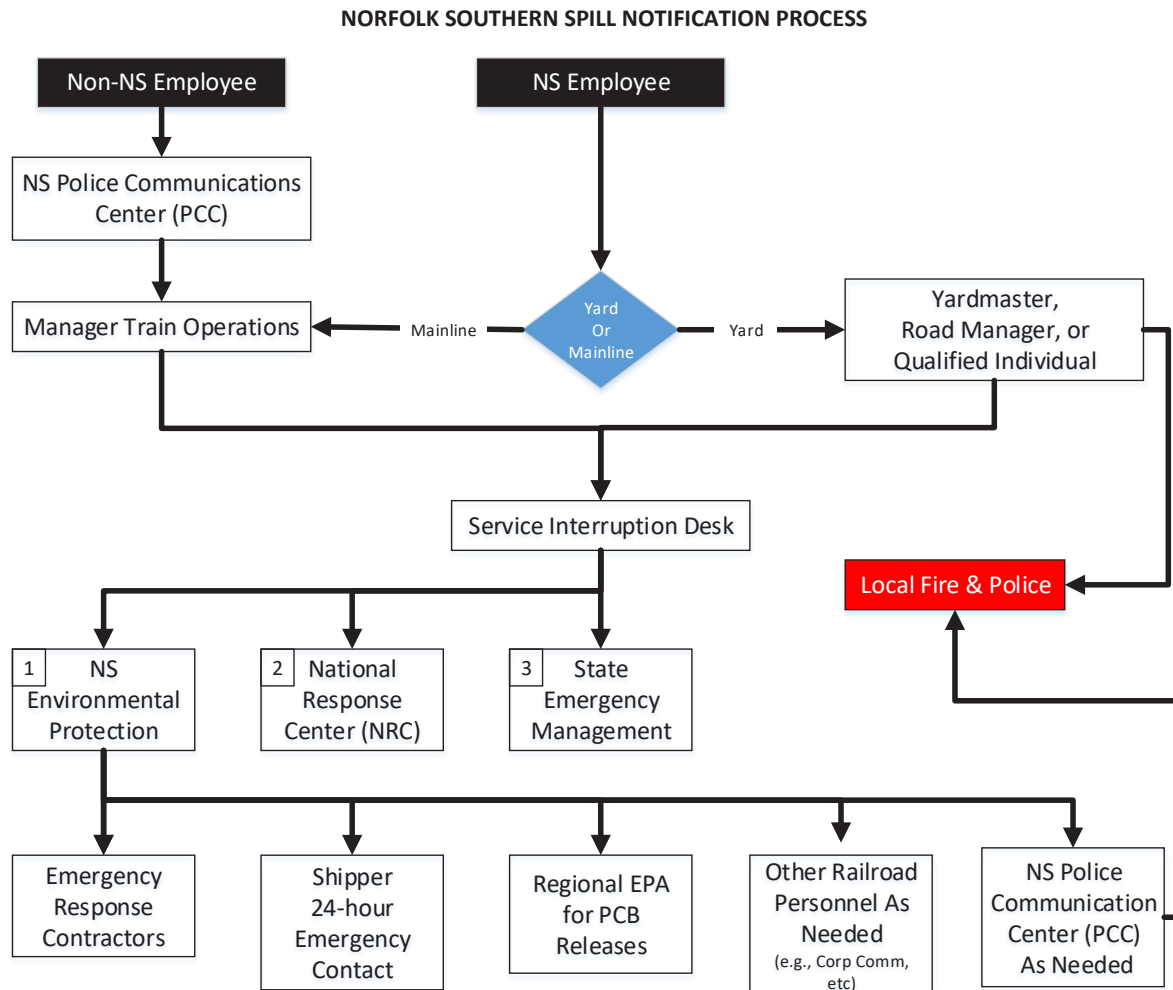 NORFOLK SOUTHERN SPILL NOTIFICATION PROCESS
Non-NS Employee
NS Employee
NS Police Communications
Center (PCC)
Manager Train Operations
Mainline
Yard
Or
Mainline
Yard
Yardmaster,
Road Manager, or
Qualified Individual
Service Interruption Desk
Local Fire & Police
1
NS
Environmental
Protection
2
National
Response
Center (NRC)
3
State
Emergency
Management
Emergency
Response
Contractors
Shipper
24-hour
Emergency
Contact
Regional EPA
for PCB
Releases
Other Railroad
Personnel As
Needed
(e.g., Corp Comm,
etc)
NS Police
Communication
Center (PCC)
As Needed